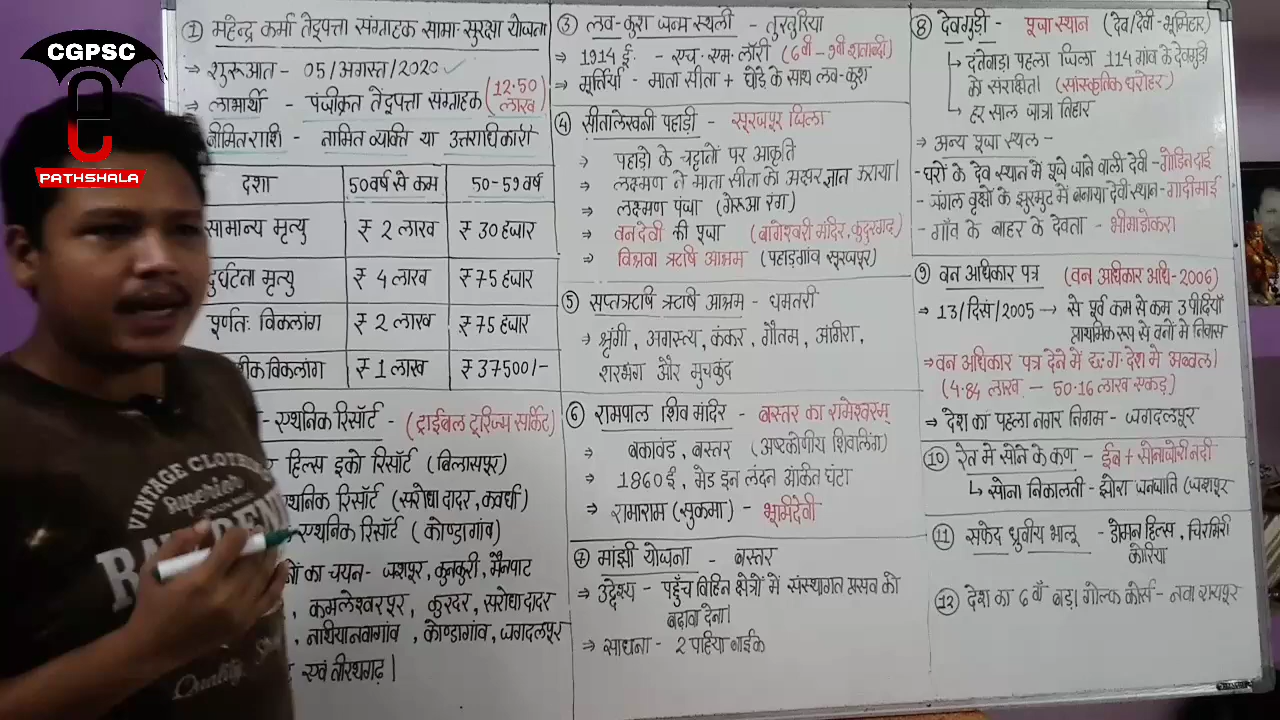 CGPSC
e
PATHSHALA
① महेन्द्र कर्मा तेंदूपत्ता संग्राहक सामा. सुरक्षा योजना
⇒ शुरूआत - 05/अगस्त/2020
⇒ लाभार्थी - पंजीकृत तेंदूपत्ता संग्राहक (12.50 लाख)
बीमित राशि - नामित व्यक्ति या उत्तराधिकारी
दशा 50 वर्ष से कम 50-59 वर्ष
सामान्य मृत्यु ₹ 2 लाख ₹ 30 हजार
दुर्घटना मृत्यु ₹ 4 लाख ₹ 75 हजार
पूर्णतः विकलांग ₹ 2 लाख ₹ 75 हजार
विकलांग ₹ 1 लाख ₹ 37500/-
- एथनिक रिसॉर्ट - (ट्राईबल टूरिज्म सर्किट)
हिल्स इको रिसॉर्ट (बिलासपुर)
एथनिक रिसॉर्ट (सरोधा दादर, कवर्धा)
एथनिक रिसॉर्ट (कोण्डागांव)
का चयन - जशपुर, कुनकुरी, मैनपाट
, कमलेश्वरपुर, कुरदर, सरोधा दादर
, नथियानवागांव, कोण्डागांव, जगदलपुर
एवं तीरथगढ़।
③ लव-कुश जन्म स्थली - तुरतुरिया
⇒ 1914 ई. - एच. एम. लॉरी (6वी - 9वी शताब्दी)
⇒ मूर्तियां - माता सीता + घोड़े के साथ लव-कुश
④ सीतालेखनी पहाड़ी - सूरजपुर जिला
⇒ पहाड़ो के चट्टानों पर आकृति
⇒ लक्ष्मण ने माता सीता को अक्षर ज्ञान कराया।
⇒ लक्ष्मण पंजा (गेरूआ रंग)
⇒ वनदेवी की पूजा (बागेश्वरी मंदिर, कुदुरगढ़)
⇒ विश्रवा ऋषि आश्रम (पहाड़गांव सूरजपुर)
⑤ सप्तऋषि ऋषि आश्रम - धमतरी
⇒ श्रृंगी, अगस्त्य, कंकर, गौतम, अंगिरा,
शरभंग और मुचकुंद
⑥ रामपाल शिव मंदिर - बस्तर का रामेश्वरम्
⇒ बकावंड, बस्तर (अष्टकोणीय शिवलिंग)
⇒ 1860 ई, मेड इन लंदन अंकित घंटा
⇒ रामाराम (सुकमा) - भूमीदेवी
⑦ मांझी योजना - बस्तर
⇒ उद्देश्य - पहुँच विहिन क्षेत्रों में संस्थागत प्रसव को
बढ़ावा देना।
⇒ साधना - 2 पहिया बाईक
⑧ देवगुड़ी - पूजा स्थान (देव/देवी - भूमिहार)
↳ दंतेवाड़ा पहला जिला 114 गांव के देवगुडी
को संरक्षित। (सांस्कृतिक धरोहर)
↳ हर साल जात्रा तिहार
⇒ अन्य पूजा स्थल -
- घरों के देव स्थान में पूजे जाने वाली देवी - गोडिन दाई
- जंगल वृक्षों के झुरमुट में बनाया देवी स्थान - गादीमाई
- गाँव के बाहर के देवता - भीमाडोकरा
⑨ वन अधिकार पत्र (वन अधिकार अधि - 2006)
⇒ 13/दिसं/2005 → से पूर्व कम से कम 3 पीढ़ियों
प्राथमिक रूप से वनों मे निवास
⇒ वन अधिकार पत्र देने में छ.ग. देश मे अव्वल।
(4.84 लाख - 50.16 लाख एकड़)
⇒ देश का पहला नगर निगम - जगदलपुर
⑩ रेत मे सोने के कण - ईब + सोनाजोरी नदी
↳ सोना निकालती - झोरा जनजाति (जशपुर
⑪ सफेद ध्रुवीय भालू - डोमन हिल्स, चिरमिरी
कोरिया
⑫ देश का 6 वाँ बड़ा गोल्फ कोर्स - नवा रायपुर
VINTAGE CLOTHES
Superior